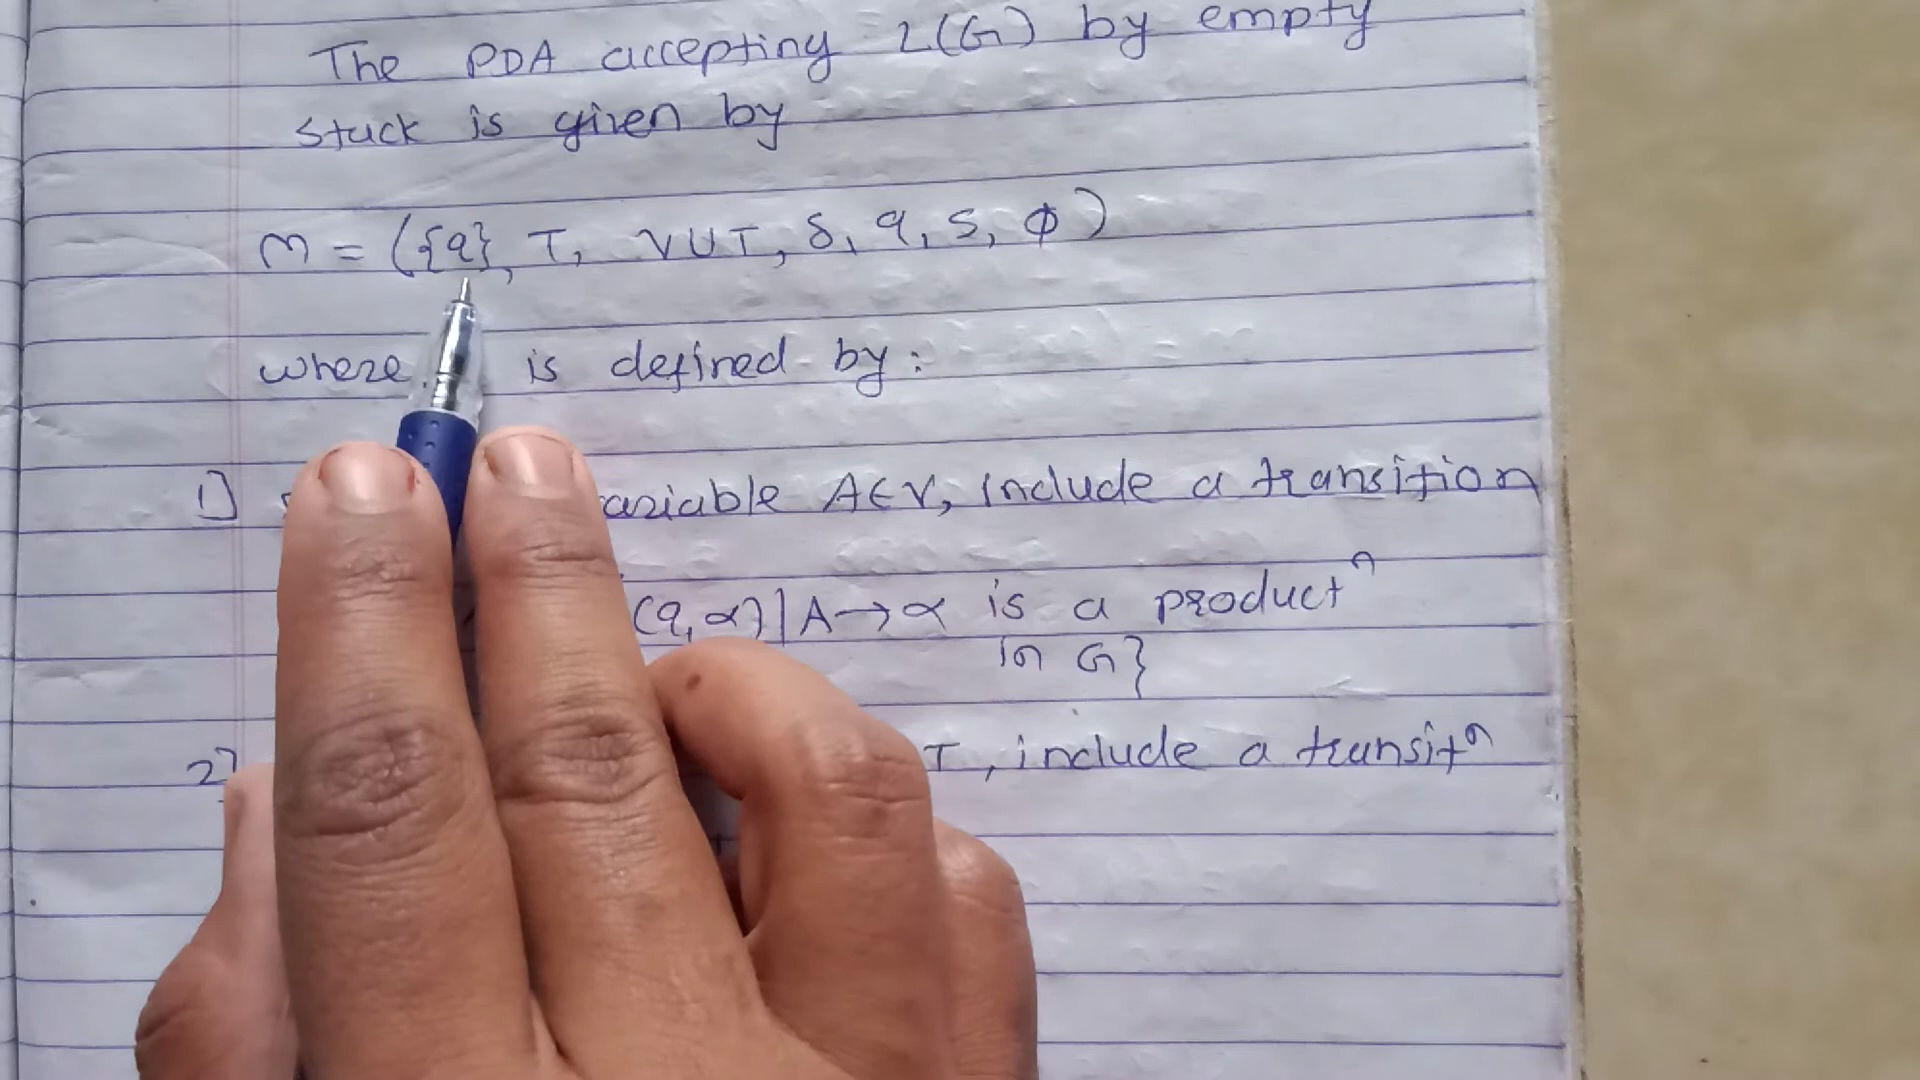 The PDA accepting L(G) by empty
stack is given by
M = ({q}, T, VUT, δ, q, S, Φ)
where is defined by:
1] ariable A∈V, include a transition
(q, α) | A→α is a productⁿ
in G}
2] T, include a transitⁿ